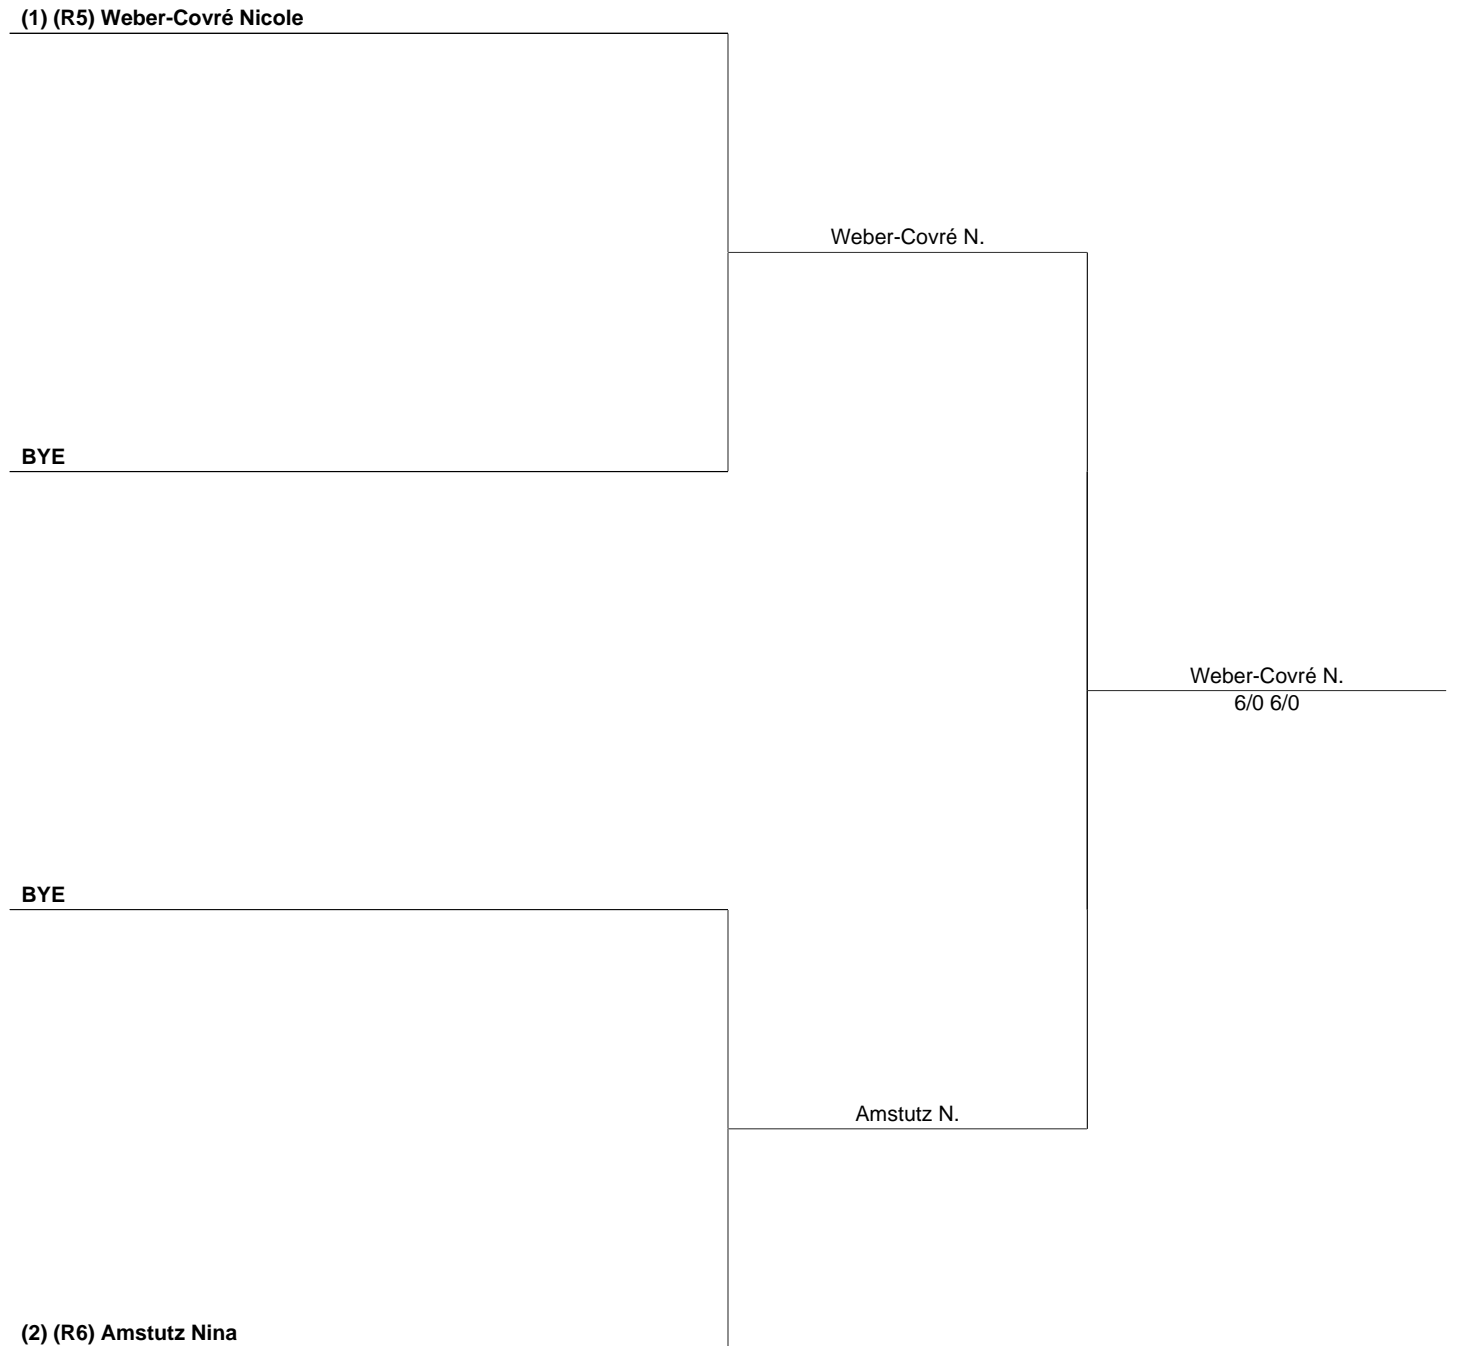 (1) (R5) Weber-Covré Nicole
Weber-Covré N.
BYE
Weber-Covré N.
6/0 6/0
BYE
Amstutz N.
(2) (R6) Amstutz Nina